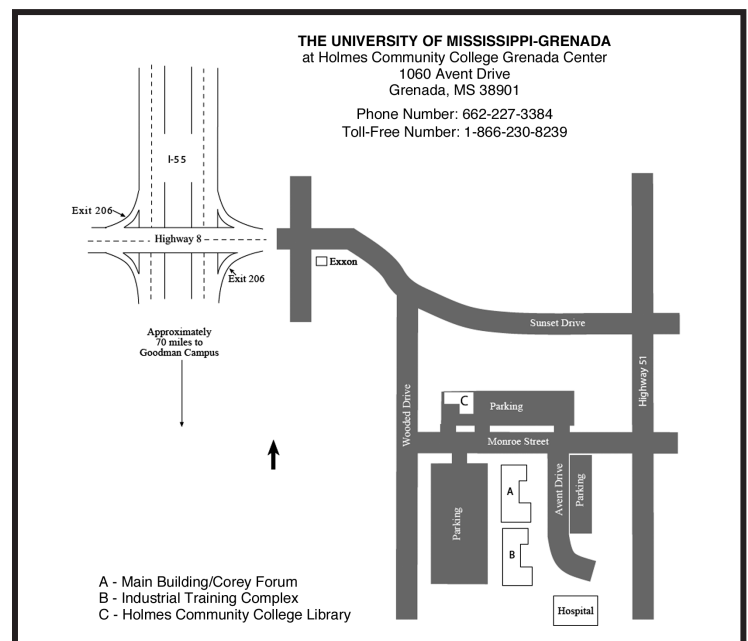 THE UNIVERSITY OF MISSISSIPPI-GRENADA
at Holmes Community College Grenada Center
1060 Avent Drive
Grenada, MS 38901
Phone Number: 662-227-3384
Toll-Free Number: 1-866-230-8239
I-55
Exit 206
Highway 8
Exxon
Exit 206
Sunset Drive
Approximately
70 miles to
Goodman Campus
Highway 51
Wooded Drive
C
Parking
Monroe Street
Parking
A
Avent Drive
Parking
B
Hospital
A - Main Building/Corey Forum
B - Industrial Training Complex
C - Holmes Community College Library